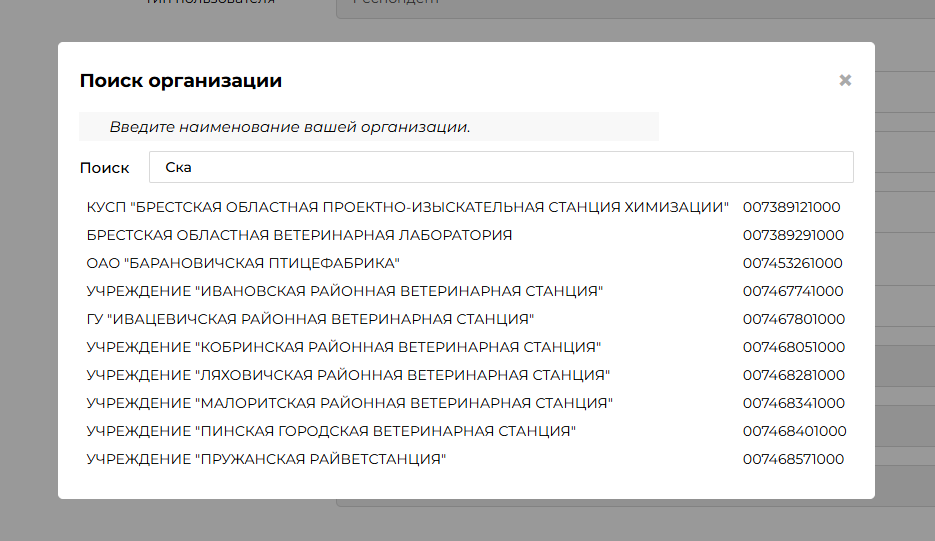 Тип пользователя Респондент
Поиск организации
Введите наименование вашей организации.
Поиск Ска
КУСП "БРЕСТСКАЯ ОБЛАСТНАЯ ПРОЕКТНО-ИЗЫСКАТЕЛЬНАЯ СТАНЦИЯ ХИМИЗАЦИИ" 007389121000
БРЕСТСКАЯ ОБЛАСТНАЯ ВЕТЕРИНАРНАЯ ЛАБОРАТОРИЯ 007389291000
ОАО "БАРАНОВИЧСКАЯ ПТИЦЕФАБРИКА" 007453261000
УЧРЕЖДЕНИЕ "ИВАНОВСКАЯ РАЙОННАЯ ВЕТЕРИНАРНАЯ СТАНЦИЯ" 007467741000
ГУ "ИВАЦЕВИЧСКАЯ РАЙОННАЯ ВЕТЕРИНАРНАЯ СТАНЦИЯ" 007467801000
УЧРЕЖДЕНИЕ "КОБРИНСКАЯ РАЙОННАЯ ВЕТЕРИНАРНАЯ СТАНЦИЯ" 007468051000
УЧРЕЖДЕНИЕ "ЛЯХОВИЧСКАЯ РАЙОННАЯ ВЕТЕРИНАРНАЯ СТАНЦИЯ" 007468281000
УЧРЕЖДЕНИЕ "МАЛОРИТСКАЯ РАЙОННАЯ ВЕТЕРИНАРНАЯ СТАНЦИЯ" 007468341000
УЧРЕЖДЕНИЕ "ПИНСКАЯ ГОРОДСКАЯ ВЕТЕРИНАРНАЯ СТАНЦИЯ" 007468401000
УЧРЕЖДЕНИЕ "ПРУЖАНСКАЯ РАЙВЕТСТАНЦИЯ" 007468571000